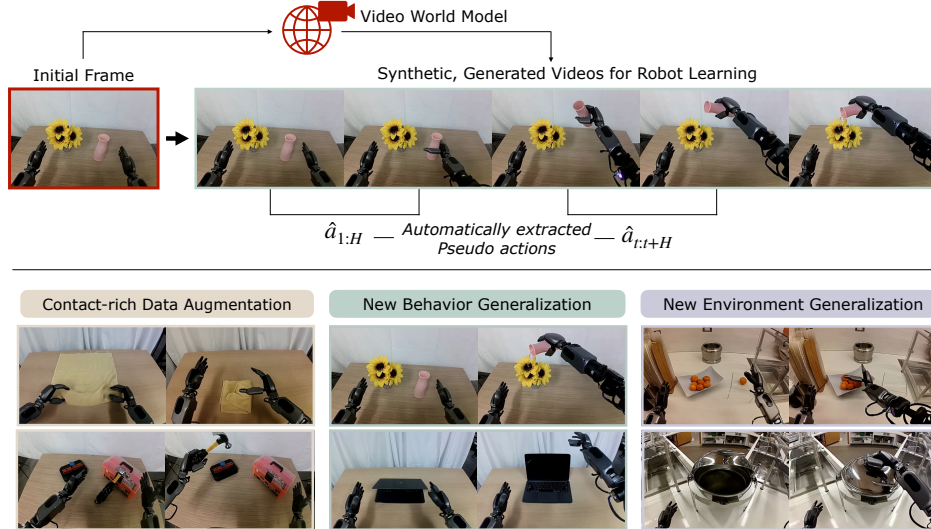 Video World Model
Initial Frame
Synthetic, Generated Videos for Robot Learning
â₁:H — Automatically extracted — ât:t+H
Pseudo actions
Contact-rich Data Augmentation
New Behavior Generalization
New Environment Generalization